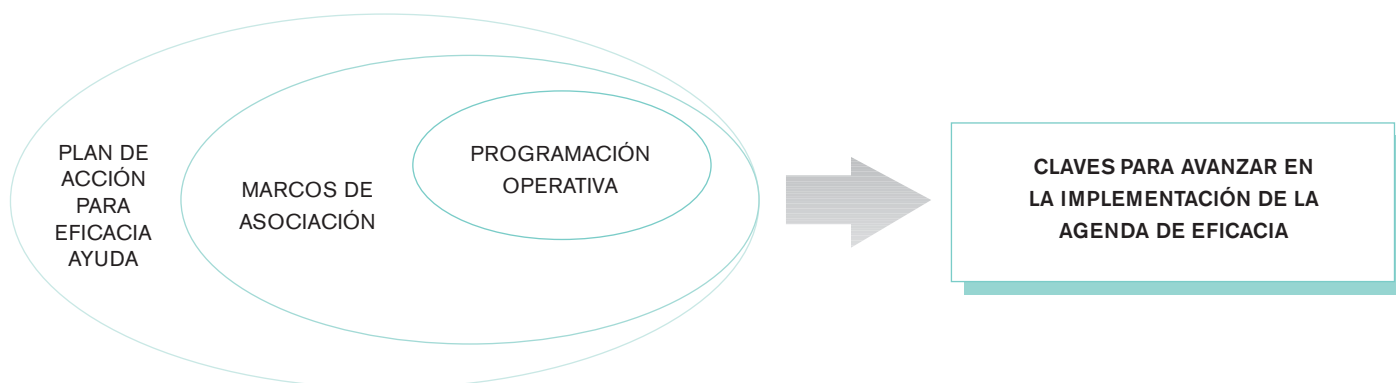 PLAN DE
ACCIÓN
PARA
EFICACIA
AYUDA
MARCOS DE
ASOCIACIÓN
PROGRAMACIÓN
OPERATIVA
CLAVES PARA AVANZAR EN
LA IMPLEMENTACIÓN DE LA
AGENDA DE EFICACIA